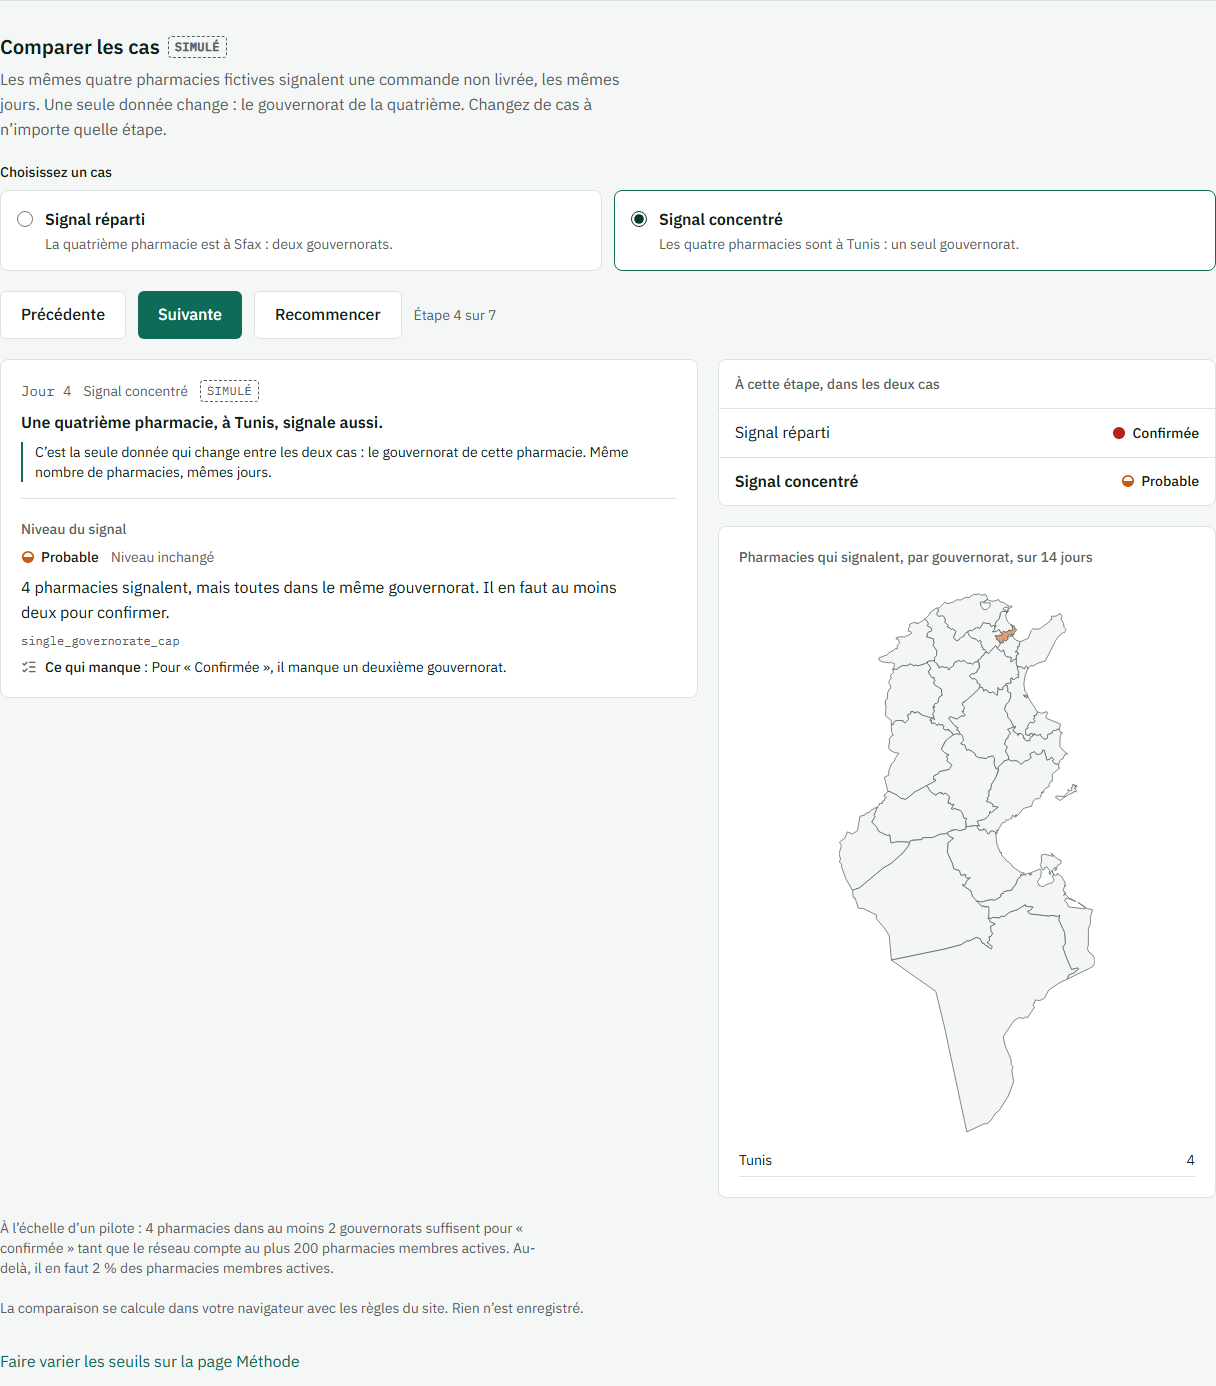 Comparer les cas SIMULÉ
Les mêmes quatre pharmacies fictives signalent une commande non livrée, les mêmes
jours. Une seule donnée change : le gouvernorat de la quatrième. Changez de cas à
n’importe quelle étape.
Choisissez un cas
Signal réparti
La quatrième pharmacie est à Sfax : deux gouvernorats.
Signal concentré
Les quatre pharmacies sont à Tunis : un seul gouvernorat.
Précédente
Suivante
Recommencer
Étape 4 sur 7
Jour 4 Signal concentré SIMULÉ
Une quatrième pharmacie, à Tunis, signale aussi.
C’est la seule donnée qui change entre les deux cas : le gouvernorat de cette pharmacie. Même
nombre de pharmacies, mêmes jours.
Niveau du signal
Probable Niveau inchangé
4 pharmacies signalent, mais toutes dans le même gouvernorat. Il en faut au moins
deux pour confirmer.
single_governorate_cap
Ce qui manque : Pour « Confirmée », il manque un deuxième gouvernorat.
À cette étape, dans les deux cas
Signal réparti Confirmée
Signal concentré Probable
Pharmacies qui signalent, par gouvernorat, sur 14 jours
Tunis 4
À l’échelle d’un pilote : 4 pharmacies dans au moins 2 gouvernorats suffisent pour «
confirmée » tant que le réseau compte au plus 200 pharmacies membres actives. Au-
delà, il en faut 2 % des pharmacies membres actives.
La comparaison se calcule dans votre navigateur avec les règles du site. Rien n’est enregistré.
Faire varier les seuils sur la page Méthode